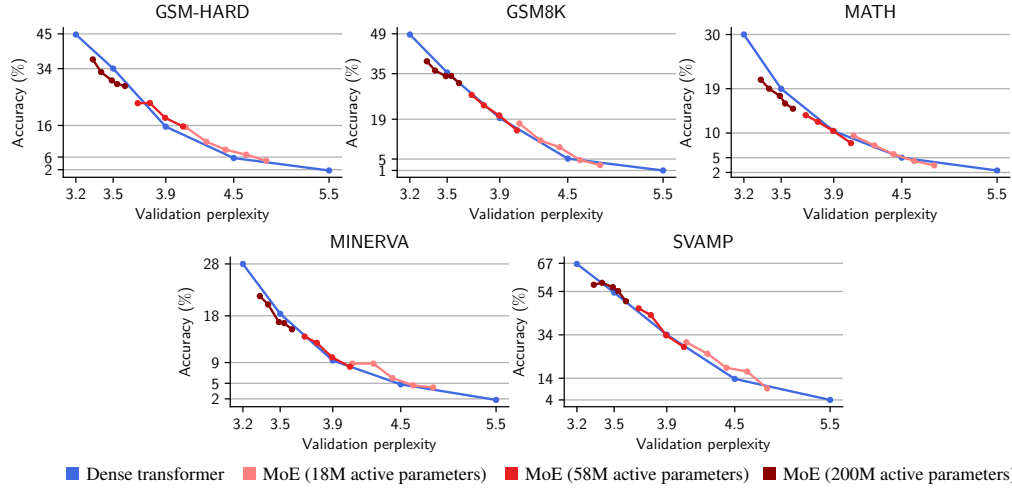 GSM-HARD
GSM8K
MATH
Accuracy (%)
45
34
16
6
2
3.2 3.5 3.9 4.5 5.5
Validation perplexity
Accuracy (%)
49
35
19
5
1
3.2 3.5 3.9 4.5 5.5
Validation perplexity
Accuracy (%)
30
19
10
5
2
3.2 3.5 3.9 4.5 5.5
Validation perplexity
MINERVA
SVAMP
Accuracy (%)
28
18
9
5
2
3.2 3.5 3.9 4.5 5.5
Validation perplexity
Accuracy (%)
67
54
34
14
4
3.2 3.5 3.9 4.5 5.5
Validation perplexity
Dense transformer MoE (18M active parameters) MoE (58M active parameters) MoE (200M active parameters)